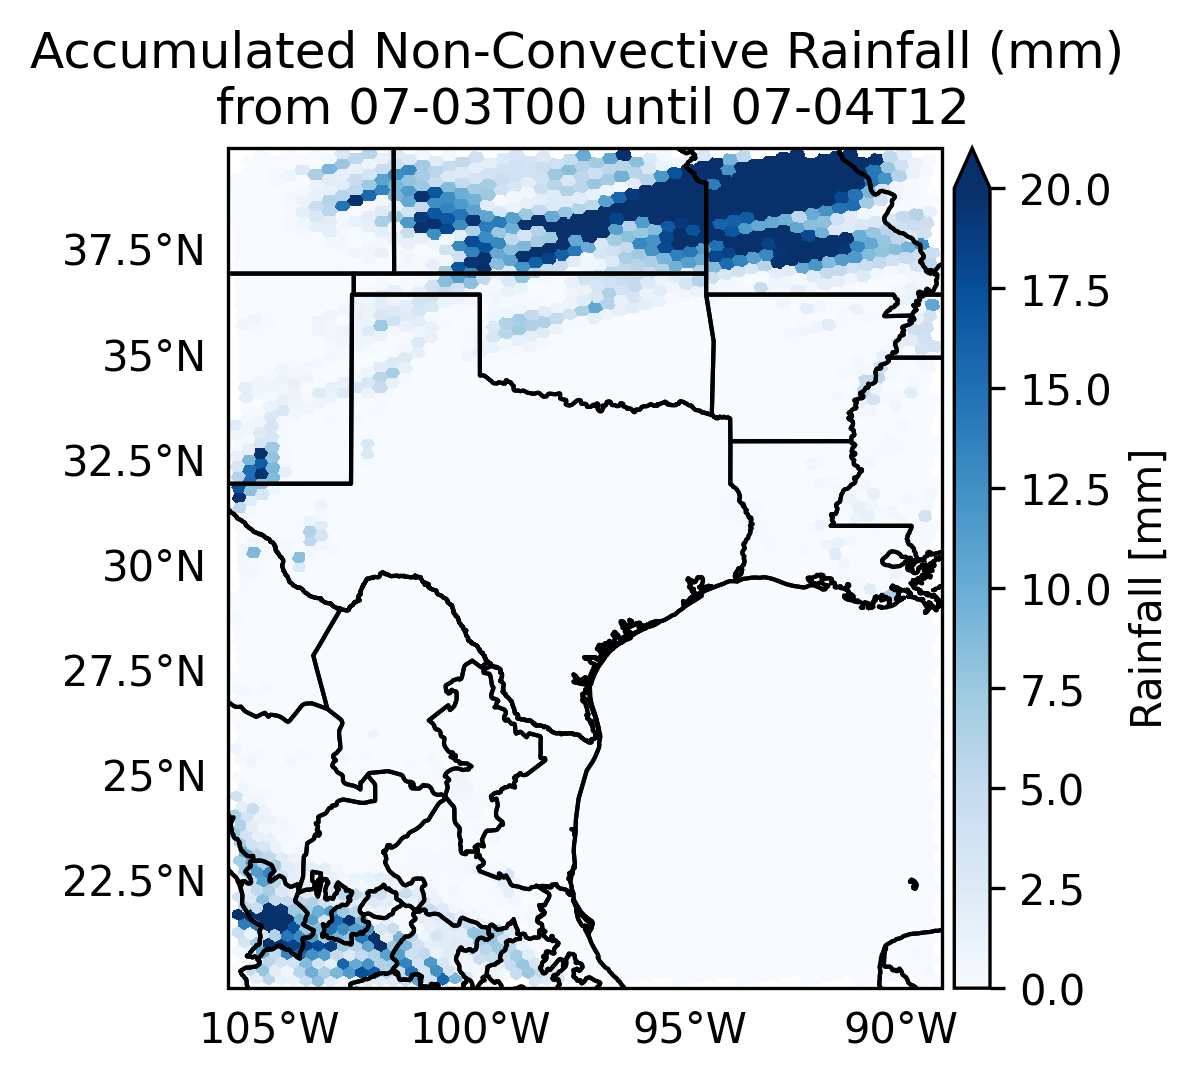 Accumulated Non-Convective Rainfall (mm)
from 07-03T00 until 07-04T12
37.5°N
35°N
32.5°N
30°N
27.5°N
25°N
22.5°N
105°W
100°W
95°W
90°W
20.0
17.5
15.0
12.5
10.0
7.5
5.0
2.5
0.0
Rainfall [mm]